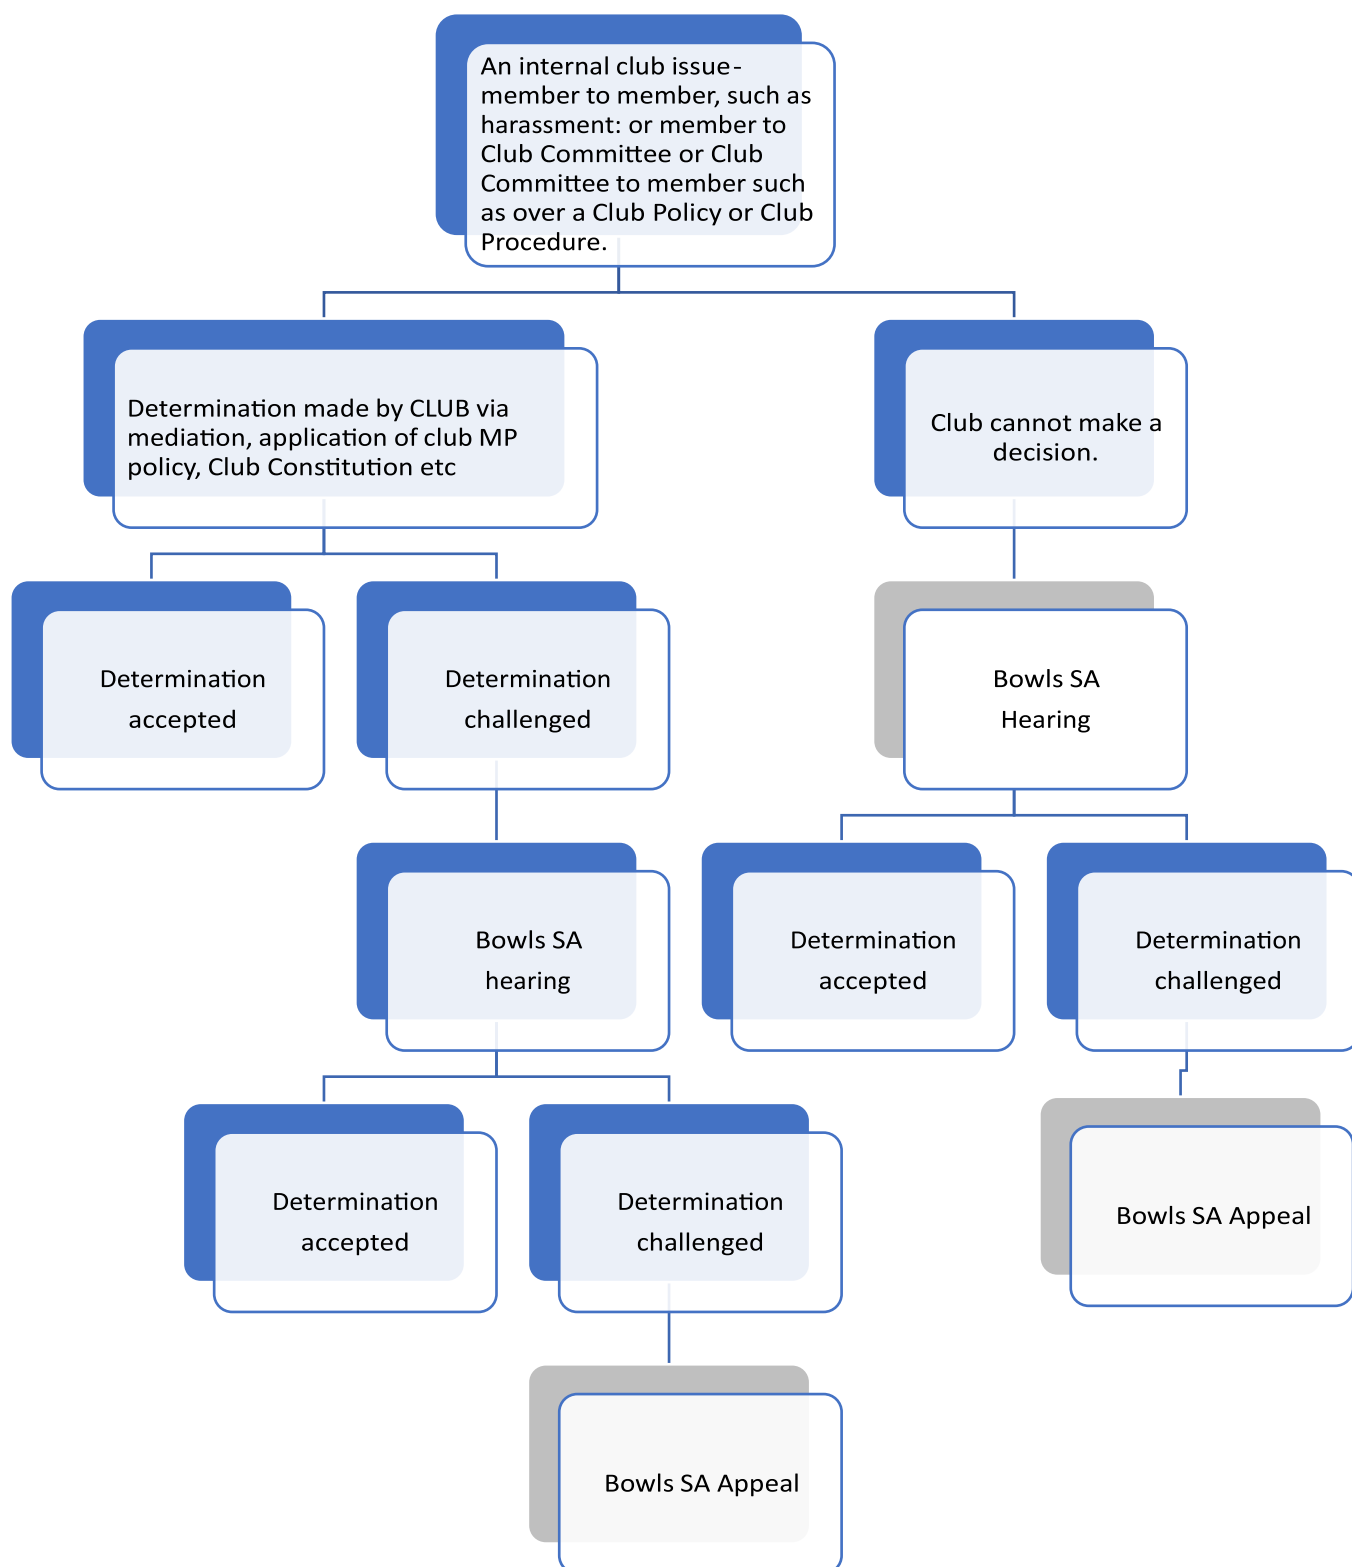 An internal club issue-
member to member, such as
harassment: or member to
Club Committee or Club
Committee to member such
as over a Club Policy or Club
Procedure.
Determination made by CLUB via
mediation, application of club MP
policy, Club Constitution etc
Club cannot make a
decision.
Determination
accepted
Determination
challenged
Bowls SA
Hearing
Bowls SA
hearing
Determination
accepted
Determination
challenged
Determination
accepted
Determination
challenged
Bowls SA Appeal
Bowls SA Appeal